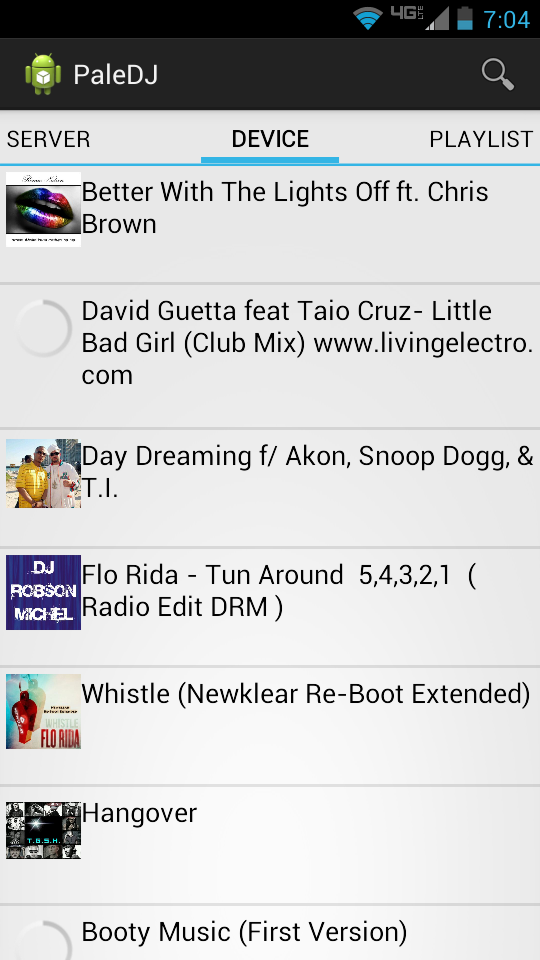 4G LTE 7:04
PaleDJ
SERVER DEVICE PLAYLIST
Better With The Lights Off ft. Chris
Brown
David Guetta feat Taio Cruz- Little
Bad Girl (Club Mix) www.livingelectro.
com
Day Dreaming f/ Akon, Snoop Dogg, &
T.I.
DJ
ROBSON
MICHEL
Flo Rida - Tun Around  5,4,3,2,1  (
Radio Edit DRM )
WHISTLE
FLO RIDA
Whistle (Newklear Re-Boot Extended)
T.G.S.H.
Hangover
Booty Music (First Version)